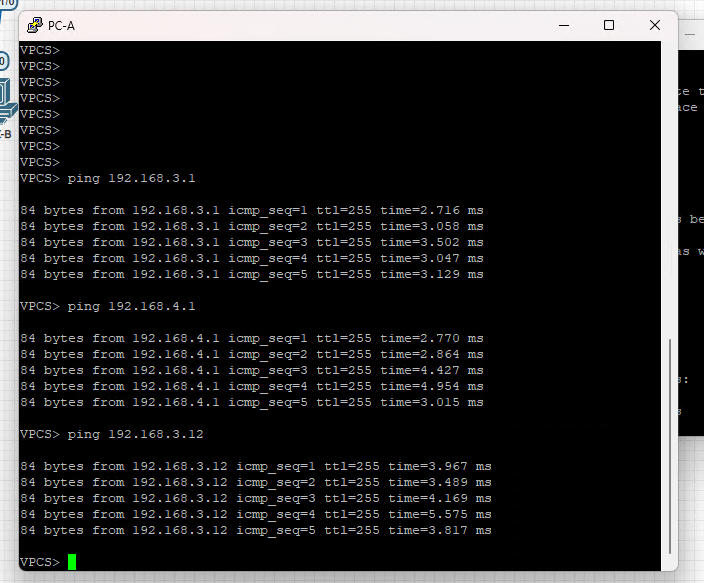 PC-A
VPCS>
VPCS>
VPCS>
VPCS>
VPCS>
VPCS>
VPCS>
VPCS>
VPCS> ping 192.168.3.1
84 bytes from 192.168.3.1 icmp_seq=1 ttl=255 time=2.716 ms
84 bytes from 192.168.3.1 icmp_seq=2 ttl=255 time=3.058 ms
84 bytes from 192.168.3.1 icmp_seq=3 ttl=255 time=3.502 ms
84 bytes from 192.168.3.1 icmp_seq=4 ttl=255 time=3.047 ms
84 bytes from 192.168.3.1 icmp_seq=5 ttl=255 time=3.129 ms
VPCS> ping 192.168.4.1
84 bytes from 192.168.4.1 icmp_seq=1 ttl=255 time=2.770 ms
84 bytes from 192.168.4.1 icmp_seq=2 ttl=255 time=2.864 ms
84 bytes from 192.168.4.1 icmp_seq=3 ttl=255 time=4.427 ms
84 bytes from 192.168.4.1 icmp_seq=4 ttl=255 time=4.954 ms
84 bytes from 192.168.4.1 icmp_seq=5 ttl=255 time=3.015 ms
VPCS> ping 192.168.3.12
84 bytes from 192.168.3.12 icmp_seq=1 ttl=255 time=3.967 ms
84 bytes from 192.168.3.12 icmp_seq=2 ttl=255 time=3.489 ms
84 bytes from 192.168.3.12 icmp_seq=3 ttl=255 time=4.169 ms
84 bytes from 192.168.3.12 icmp_seq=4 ttl=255 time=5.575 ms
84 bytes from 192.168.3.12 icmp_seq=5 ttl=255 time=3.817 ms
VPCS>